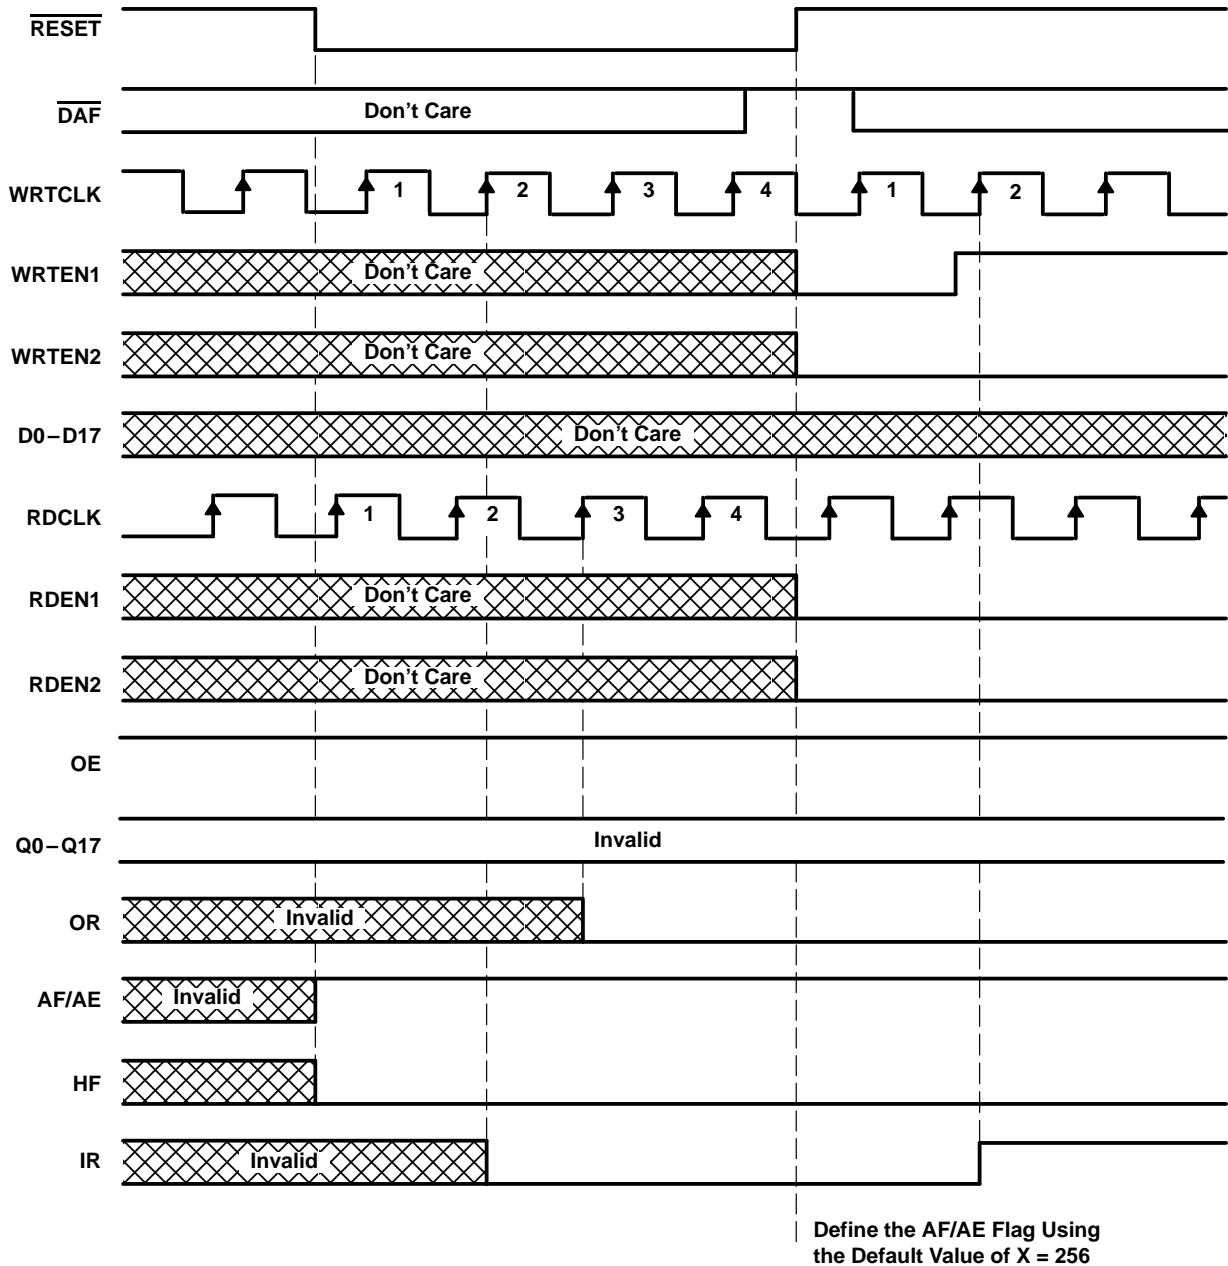 RESET
DAF Don't Care
WRTCLK 1 2 3 4 1 2
WRTEN1 Don't Care
WRTEN2 Don't Care
D0–D17 Don't Care
RDCLK 1 2 3 4
RDEN1 Don't Care
RDEN2 Don't Care
OE
Q0–Q17 Invalid
OR Invalid
AF/AE Invalid
HF
IR Invalid
Define the AF/AE Flag Using
the Default Value of X = 256